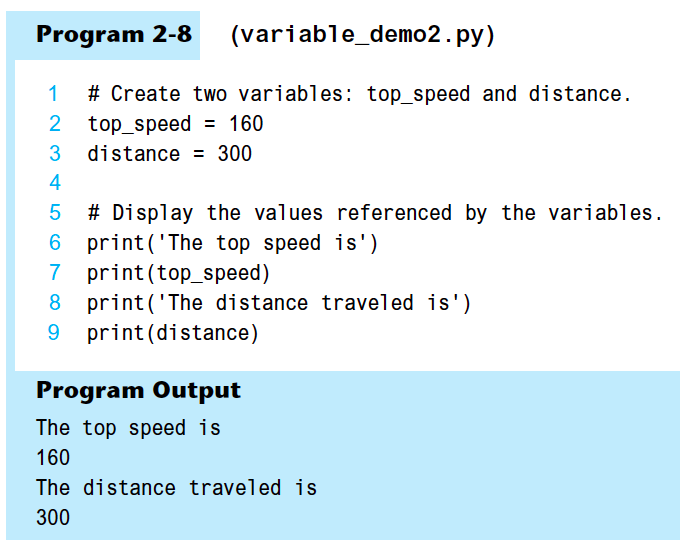 Program 2-8 (variable_demo2.py)
1 # Create two variables: top_speed and distance.
2 top_speed = 160
3 distance = 300
4
5 # Display the values referenced by the variables.
6 print('The top speed is')
7 print(top_speed)
8 print('The distance traveled is')
9 print(distance)
Program Output
The top speed is
160
The distance traveled is
300